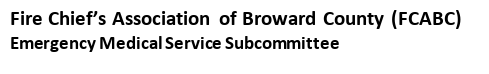 Fire Chief’s Association of Broward County (FCABC)
Emergency Medical Service Subcommittee